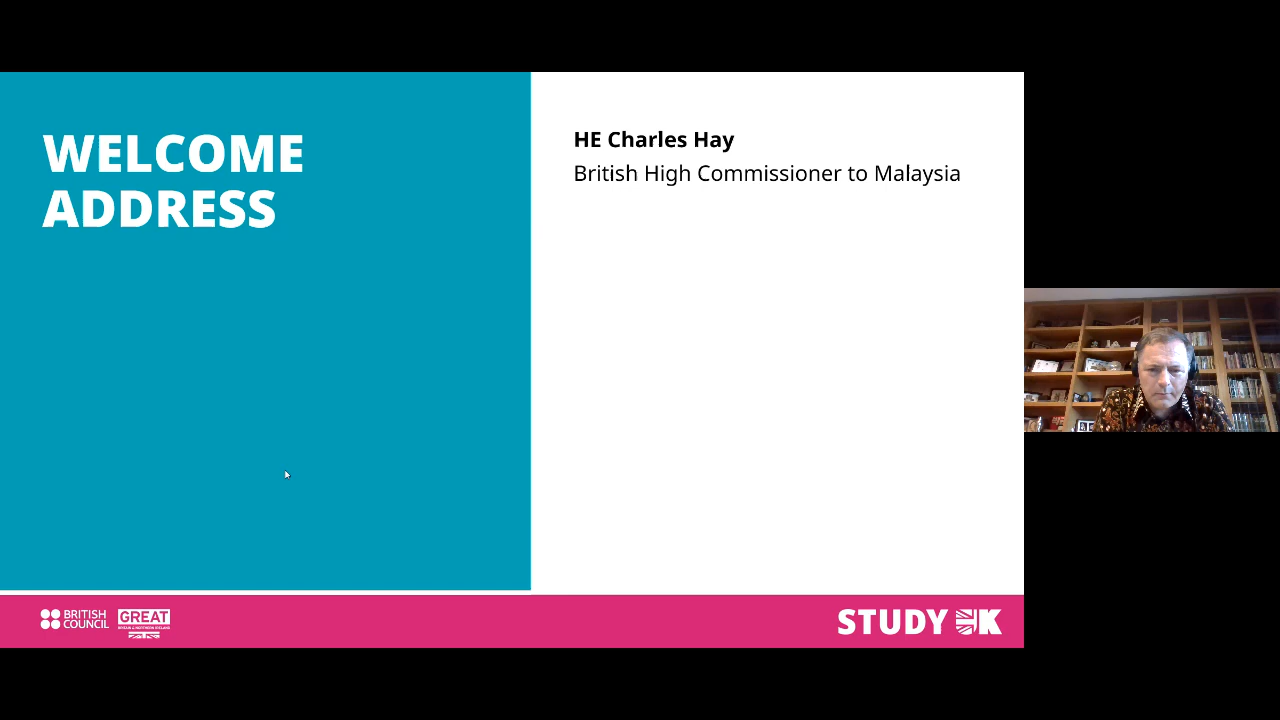 WELCOME
ADDRESS
HE Charles Hay
British High Commissioner to Malaysia
BRITISH
COUNCIL
GREAT
BRITAIN & NORTHERN IRELAND
STUDY UK